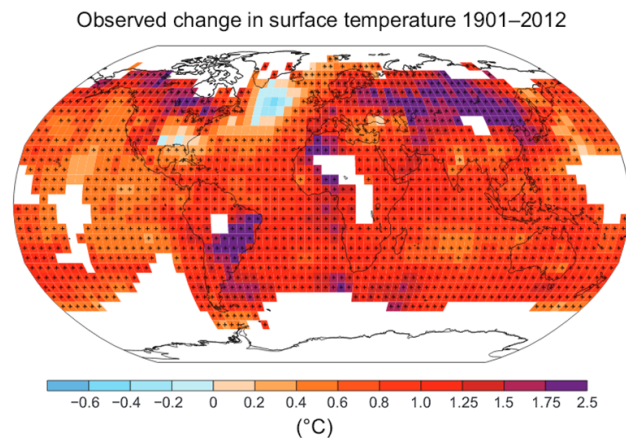 Observed change in surface temperature 1901–2012
−0.6 −0.4 −0.2 0 0.2 0.4 0.6 0.8 1.0 1.25 1.5 1.75 2.5
(°C)